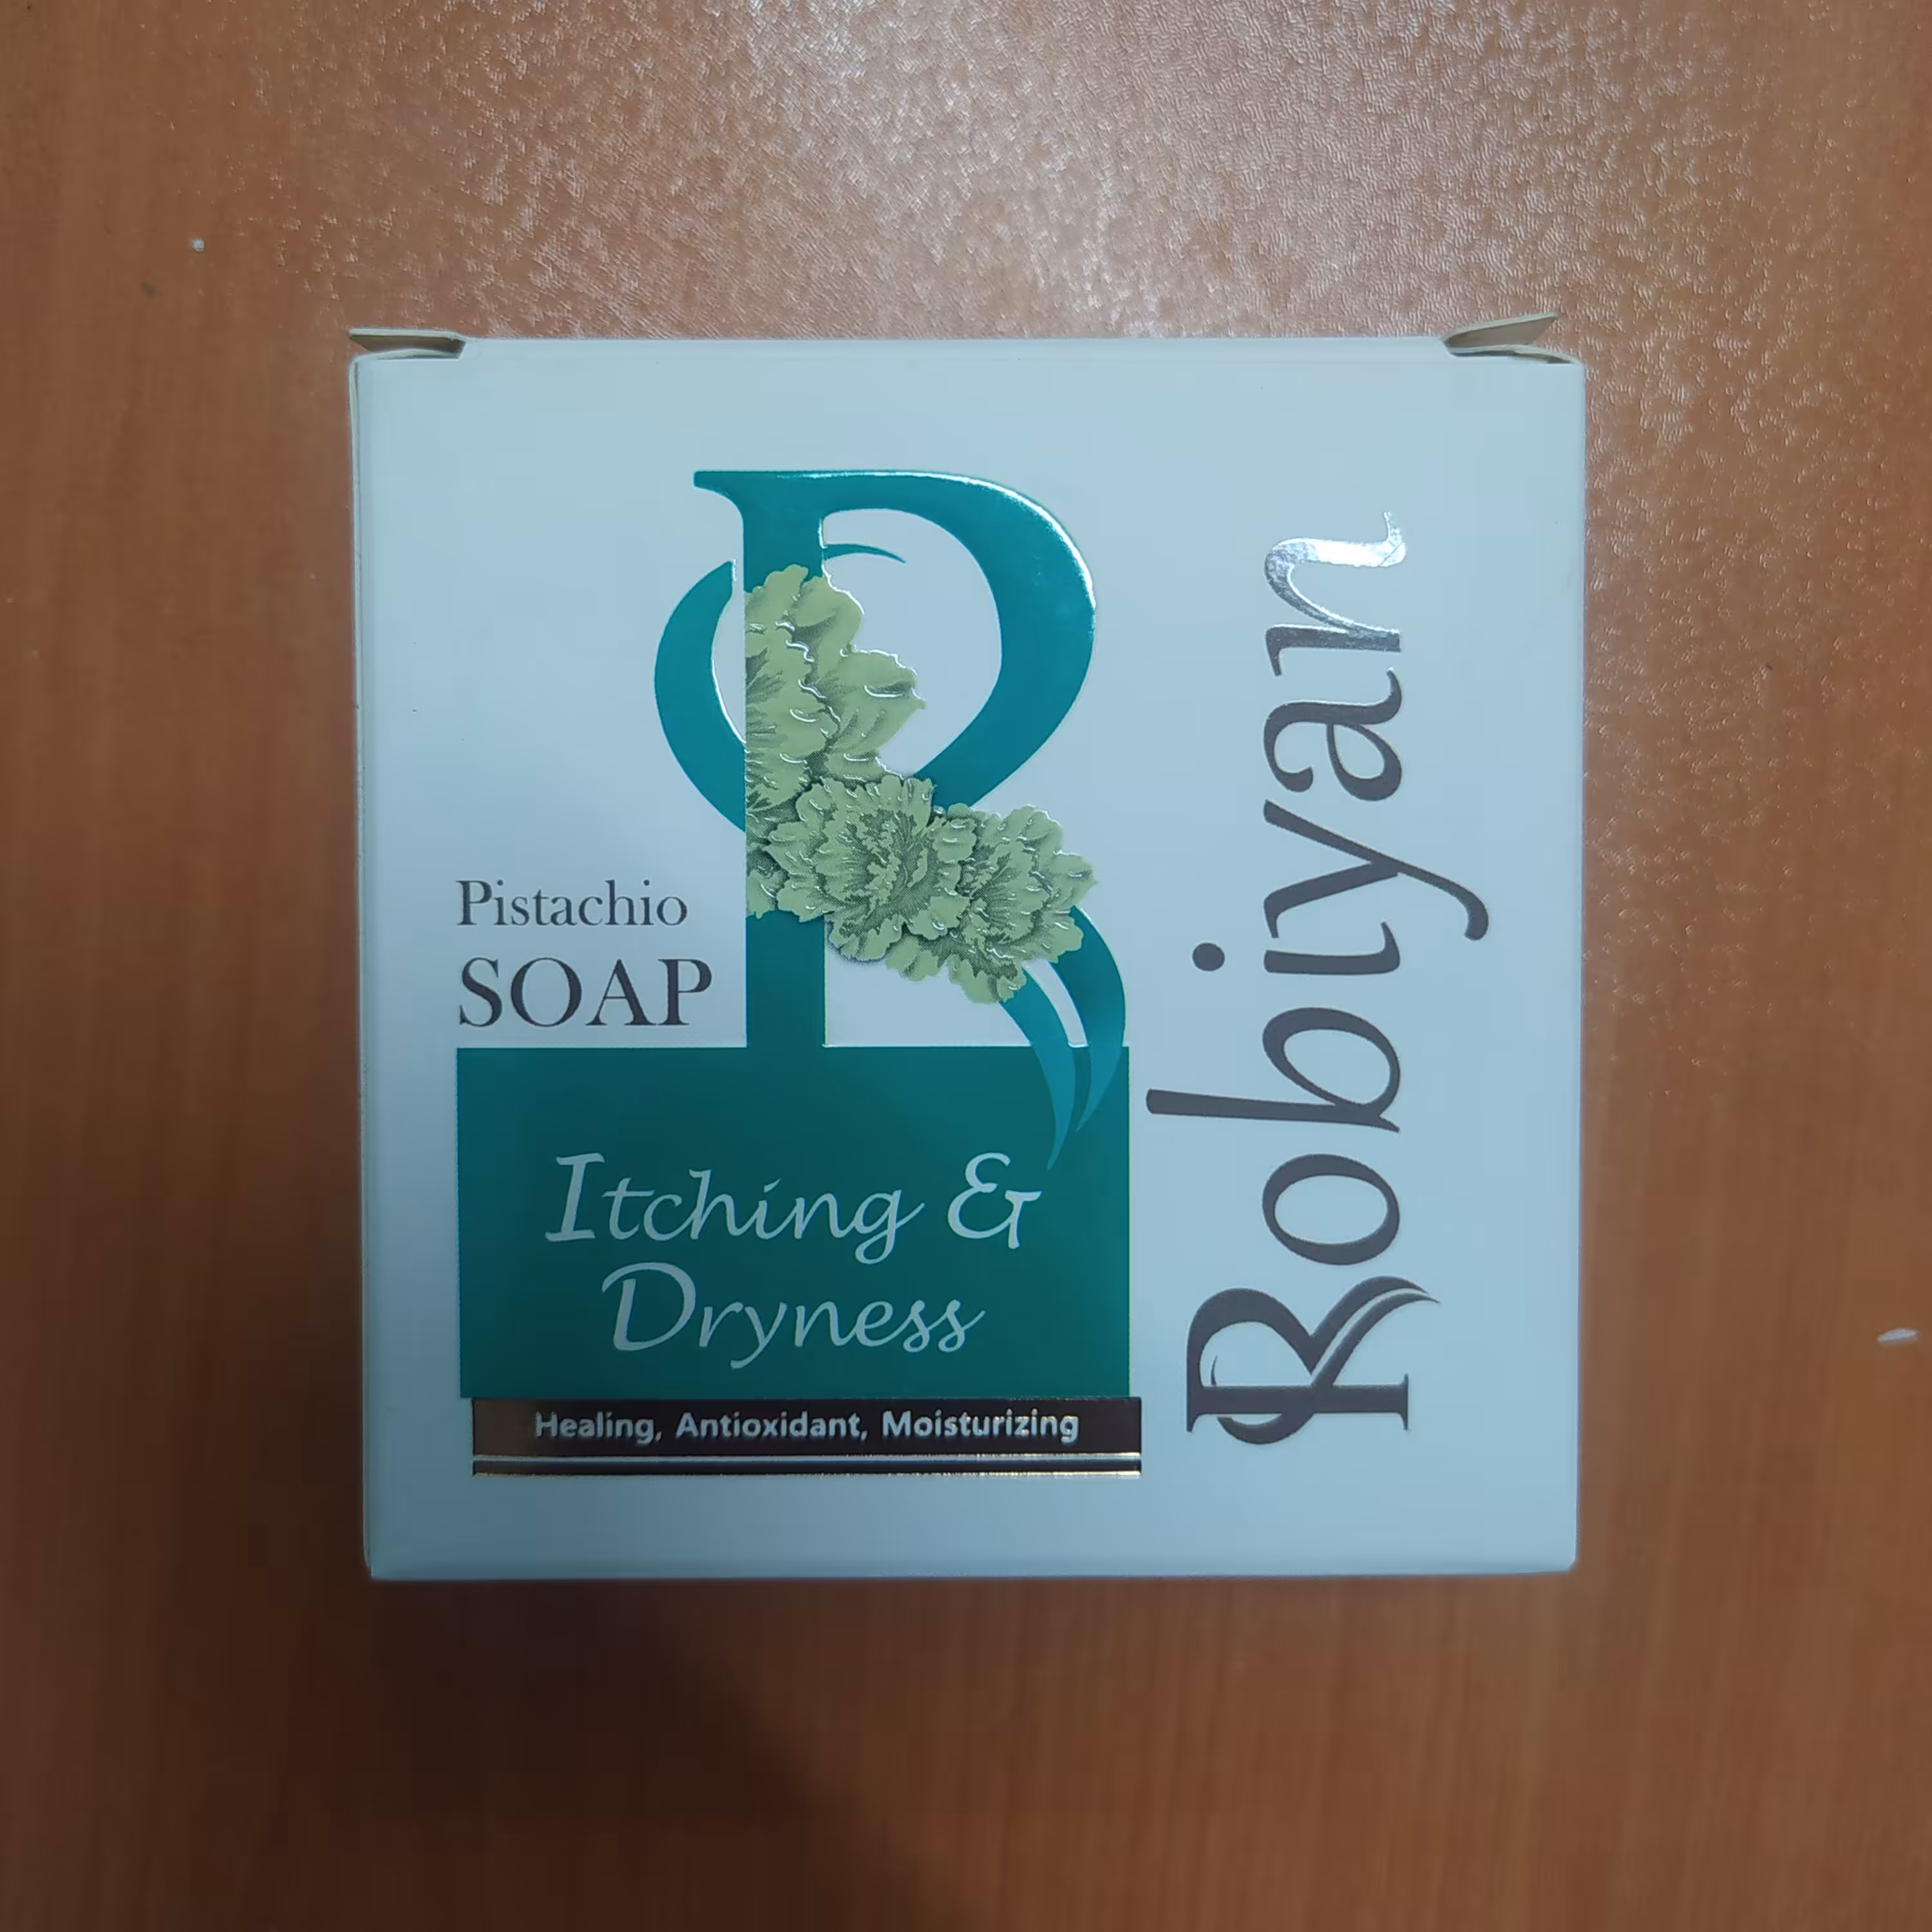 Pistachio
SOAP
Itching &
Dryness
Healing, Antioxidant, Moisturizing
Robiyan